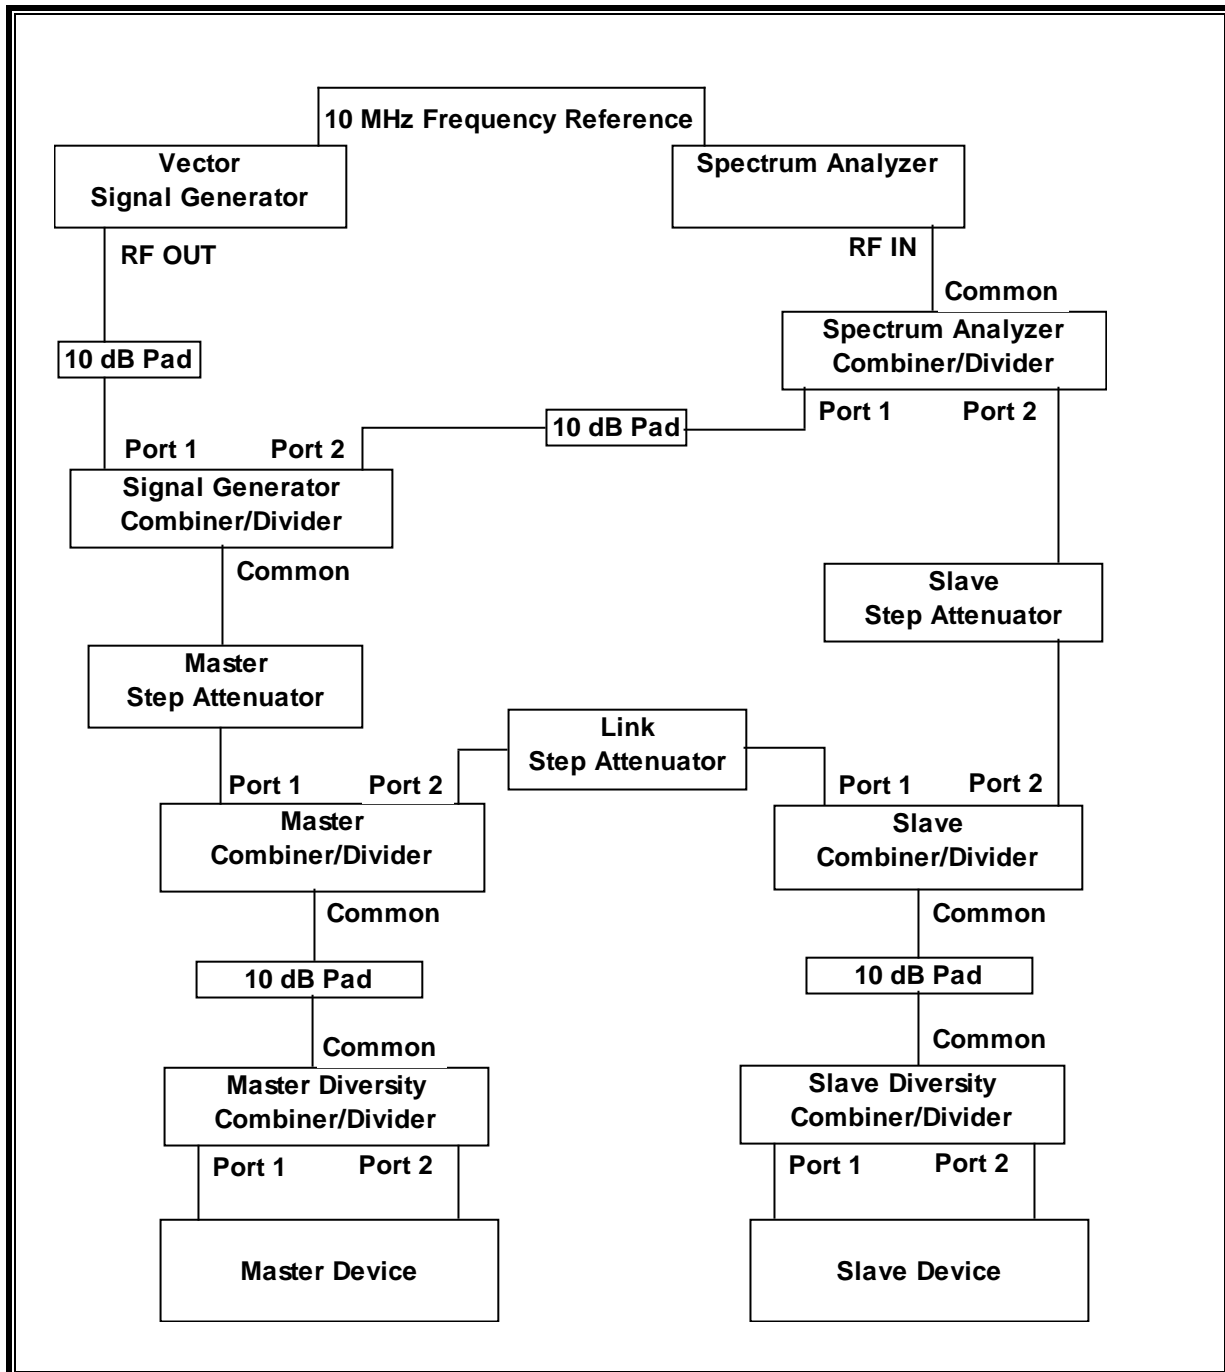 10 MHz Frequency Reference
Vector
Signal Generator
Spectrum Analyzer
RF OUT
RF IN
Common
Spectrum Analyzer
Combiner/Divider
10 dB Pad
Port 1
Port 2
10 dB Pad
Port 1
Port 2
Signal Generator
Combiner/Divider
Common
Slave
Step Attenuator
Master
Step Attenuator
Link
Step Attenuator
Port 1
Port 2
Port 1
Port 2
Master
Combiner/Divider
Slave
Combiner/Divider
Common
Common
10 dB Pad
10 dB Pad
Common
Common
Master Diversity
Combiner/Divider
Slave Diversity
Combiner/Divider
Port 1
Port 2
Port 1
Port 2
Master Device
Slave Device